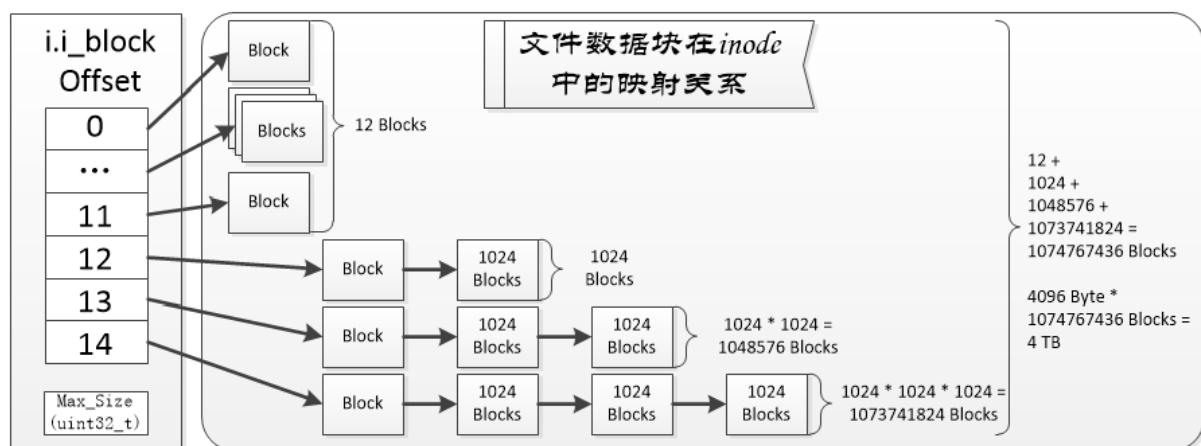 i.i_block
Offset
0
...
11
12
13
14
Max_Size
(uint32_t)
文件数据块在inode
中的映射关系
Block
Blocks
12 Blocks
Block
Block
1024
Blocks
1024
Blocks
Block
1024
Blocks
1024
Blocks
1024 * 1024 =
1048576 Blocks
Block
1024
Blocks
1024
Blocks
1024
Blocks
1024 * 1024 * 1024 =
1073741824 Blocks
12 +
1024 +
1048576 +
1073741824 =
1074767436 Blocks
4096 Byte *
1074767436 Blocks =
4 TB